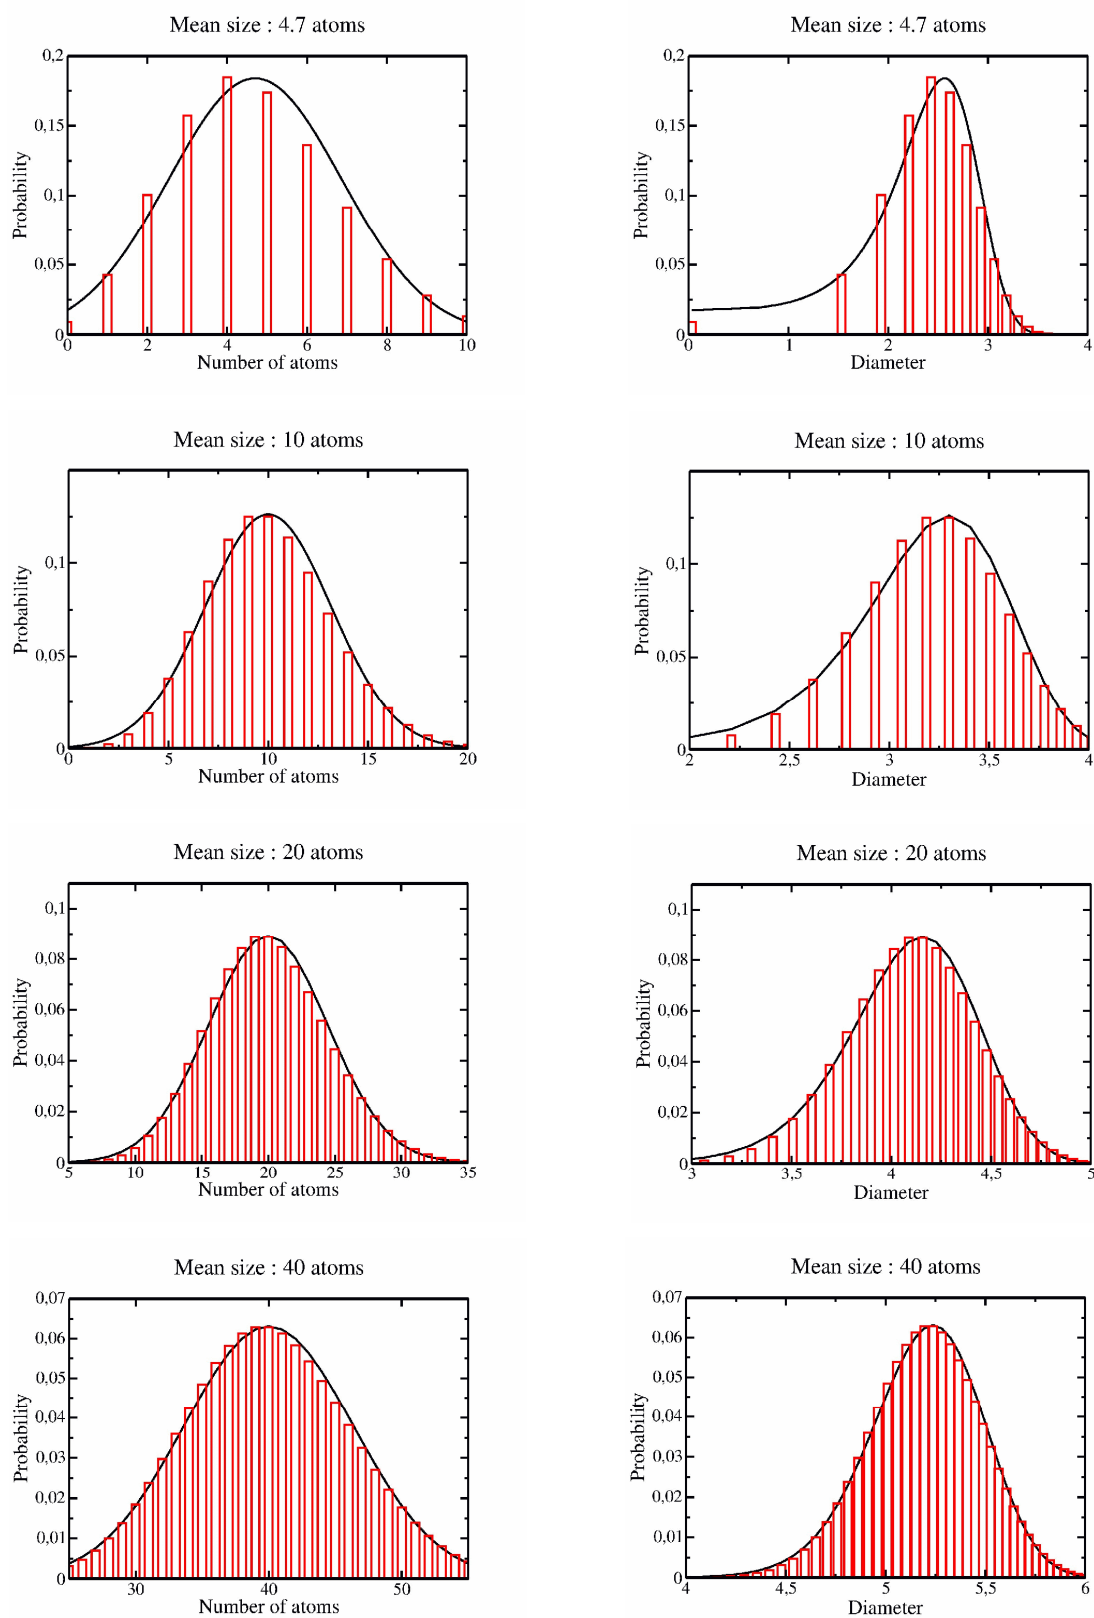 Mean size : 4.7 atoms
0,2
0,15
0,1
0,05
0
0 2 4 6 8 10
Probability
Number of atoms
Mean size : 4.7 atoms
0,2
0,15
0,1
0,05
0
0 1 2 3 4
Probability
Diameter
Mean size : 10 atoms
0,1
0,05
0
0 5 10 15 20
Probability
Number of atoms
Mean size : 10 atoms
0,1
0,05
0
2 2,5 3 3,5 4
Probability
Diameter
Mean size : 20 atoms
0,1
0,08
0,06
0,04
0,02
0
5 10 15 20 25 30 35
Probability
Number of atoms
Mean size : 20 atoms
0,1
0,08
0,06
0,04
0,02
0
3 3,5 4 4,5 5
Probability
Diameter
Mean size : 40 atoms
0,07
0,06
0,05
0,04
0,03
0,02
0,01
0
30 40 50
Probability
Number of atoms
Mean size : 40 atoms
0,07
0,06
0,05
0,04
0,03
0,02
0,01
0
4 4,5 5 5,5 6
Probability
Diameter